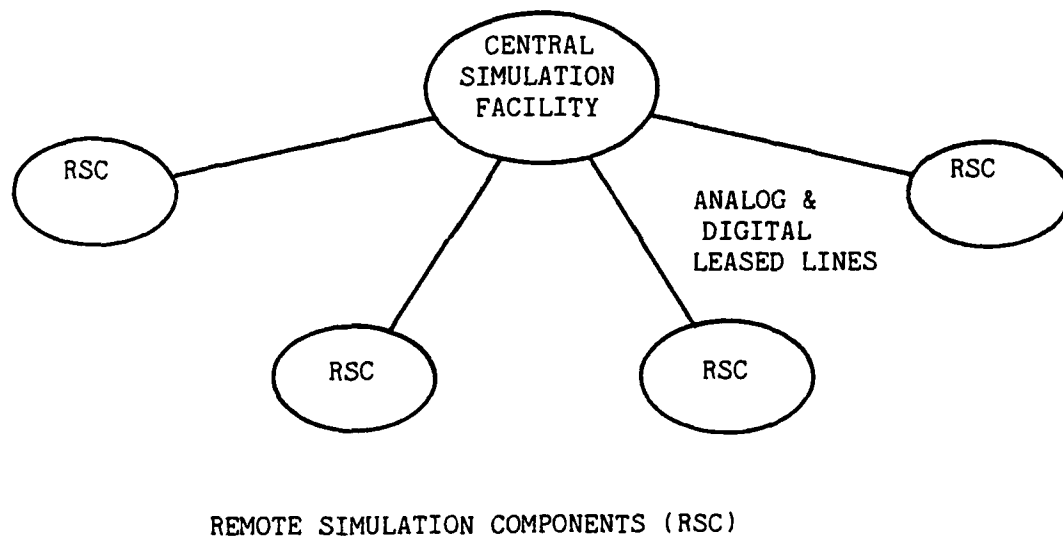 CENTRAL
SIMULATION
FACILITY
RSC
RSC
ANALOG &
DIGITAL
LEASED LINES
RSC
RSC
REMOTE SIMULATION COMPONENTS (RSC)